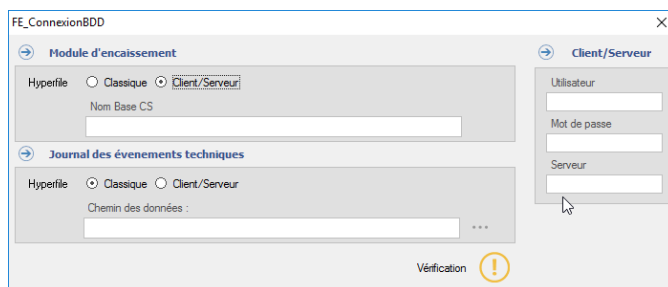 FE_ConnexionBDD
Module d'encaissement
Hyperfile Classique Client/Serveur
Nom Base CS
Journal des évenements techniques
Hyperfile Classique Client/Serveur
Chemin des données :
...
Vérification
Client/Serveur
Utilisateur
Mot de passe
Serveur